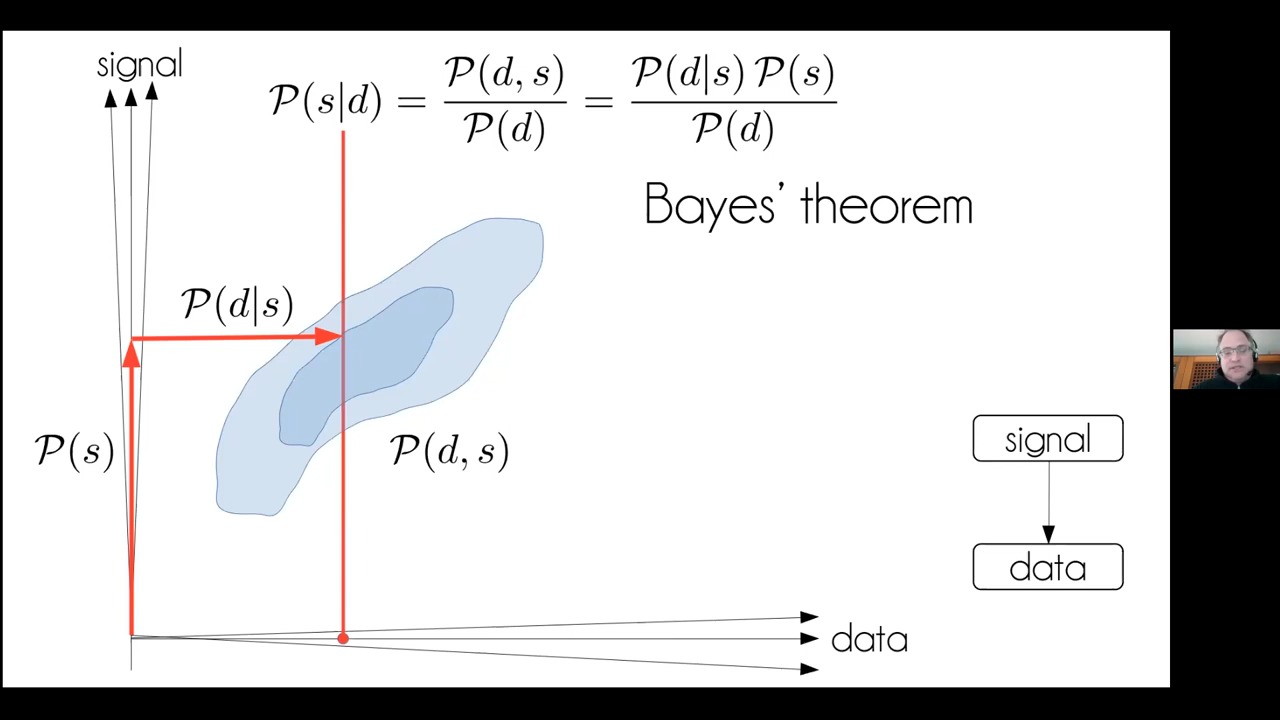 signal
𝒫(s|d) = 𝒫(d, s) / 𝒫(d) = 𝒫(d|s) 𝒫(s) / 𝒫(d)
Bayes’ theorem
𝒫(d|s)
𝒫(s)
𝒫(d, s)
signal
data
data